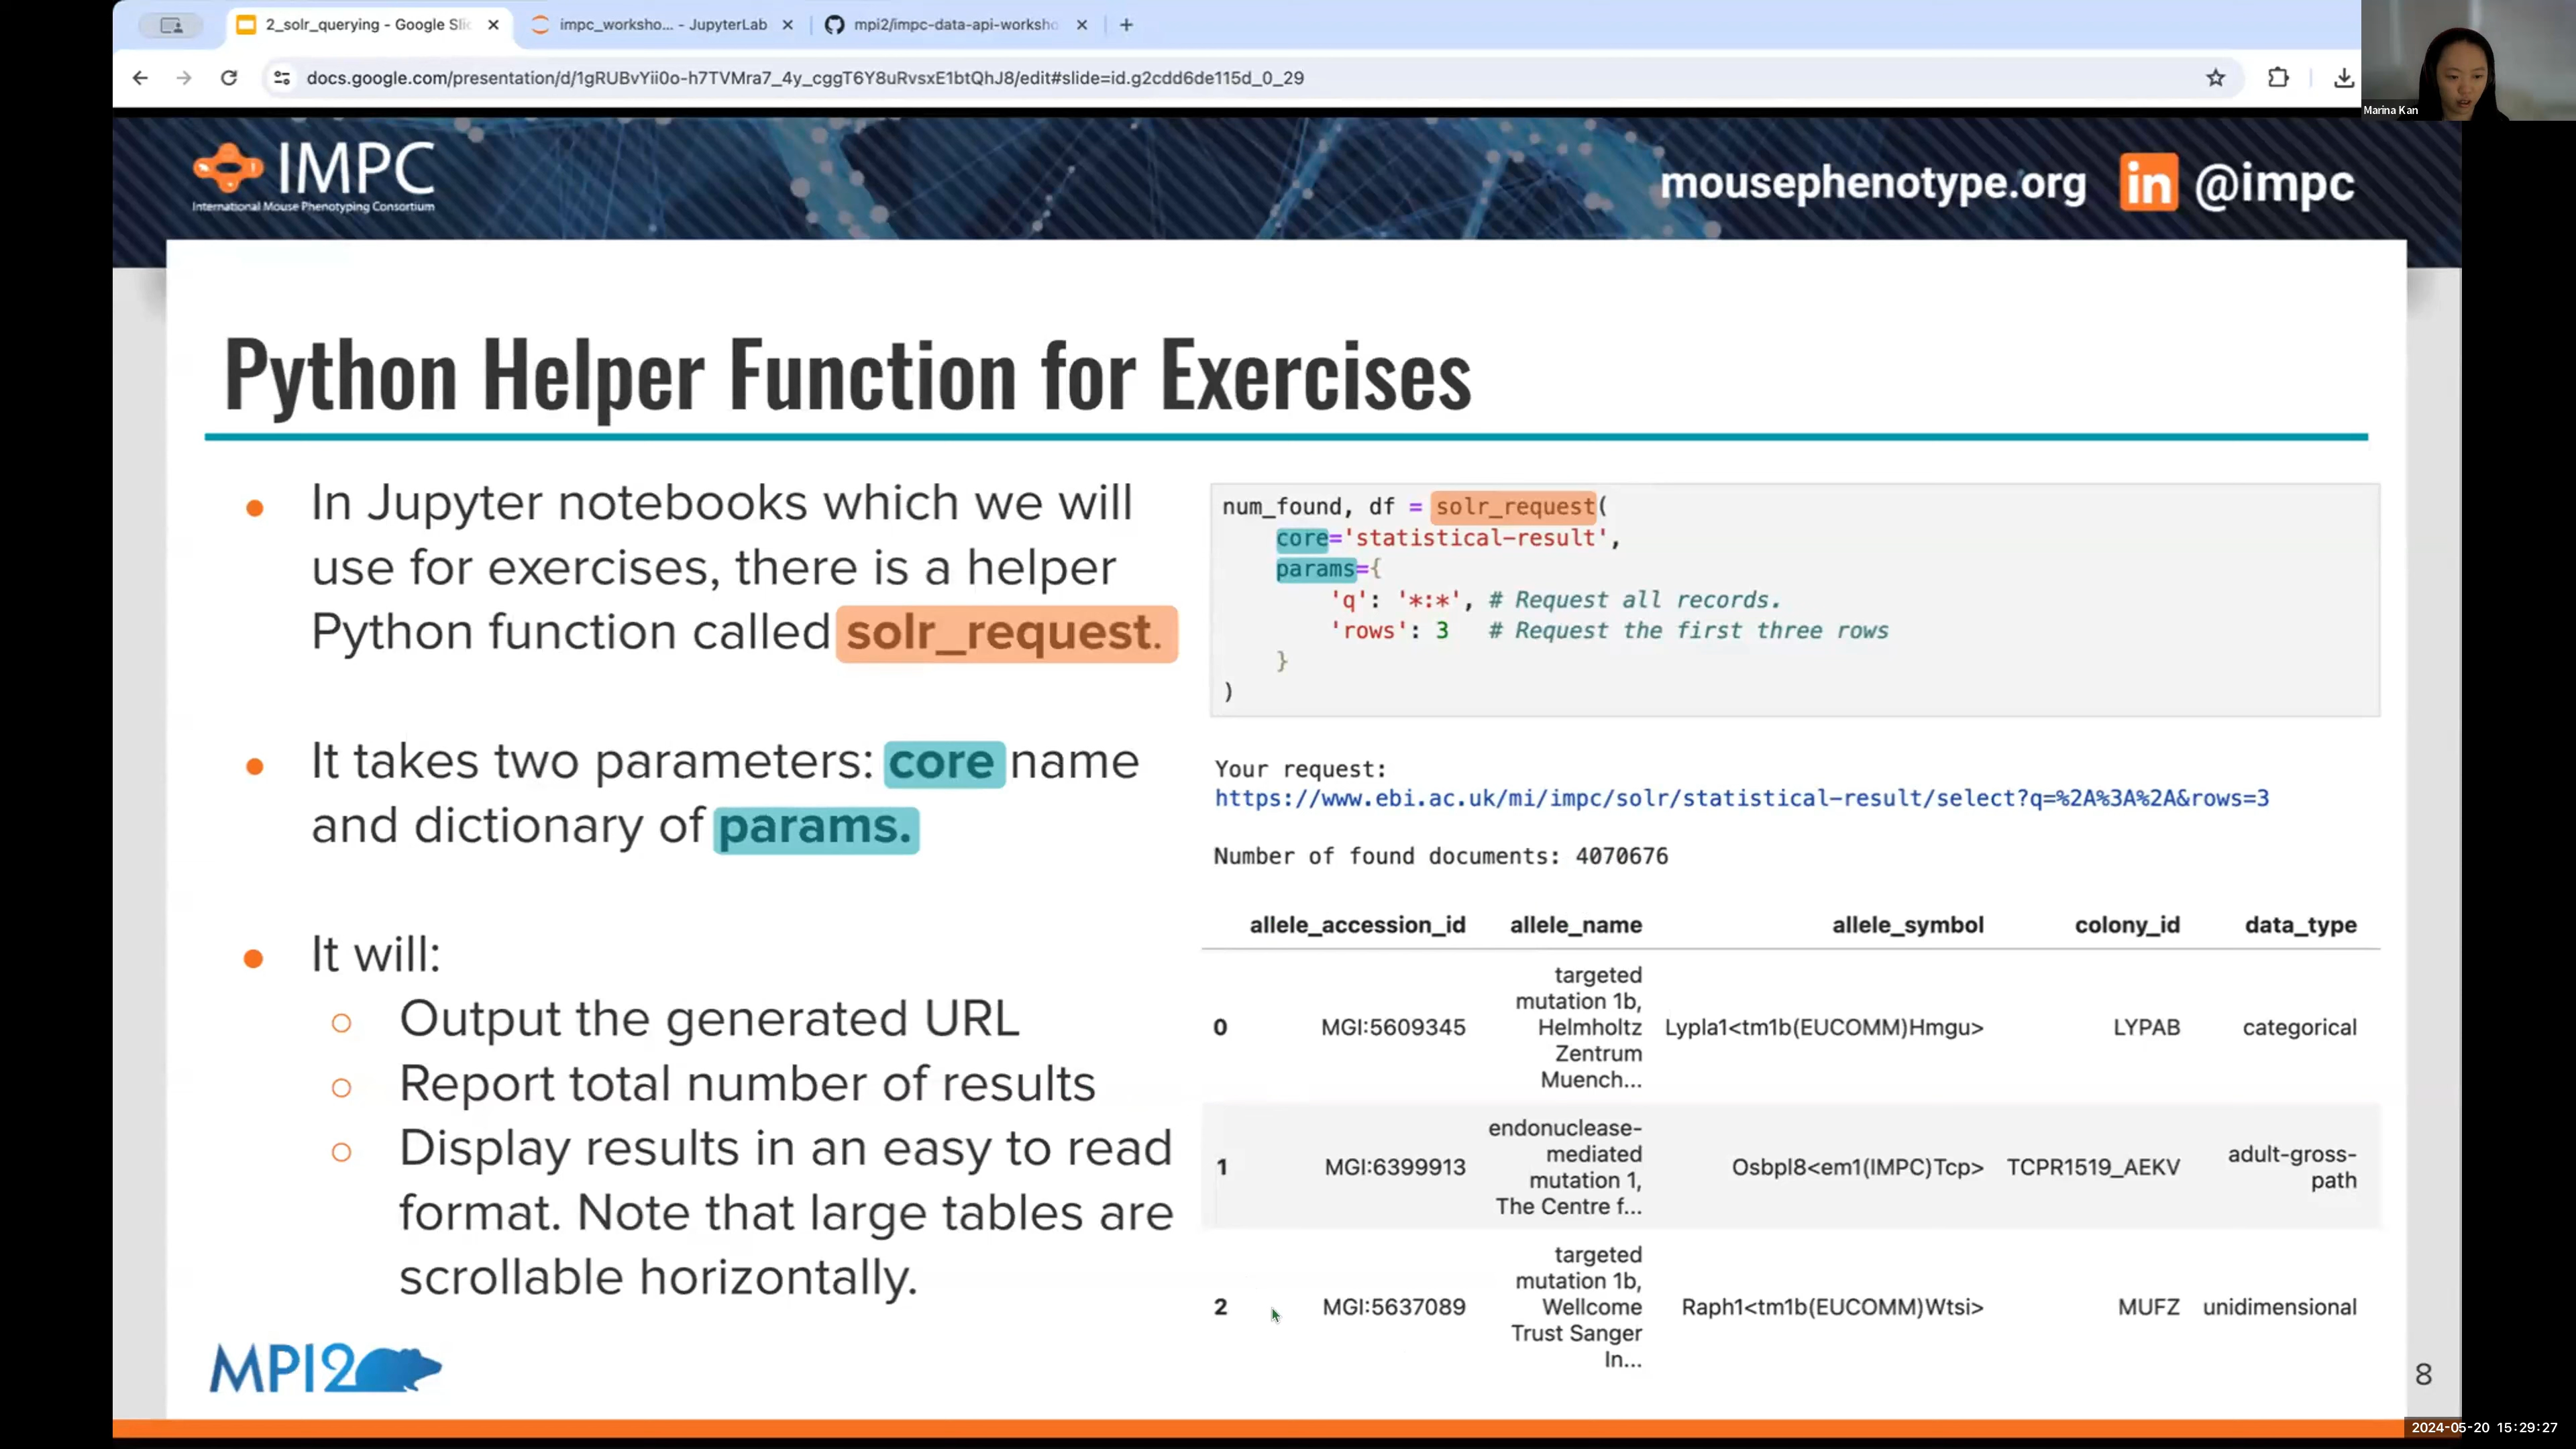 2_solr_querying - Google Sli
impc_worksho... - JupyterLab
mpi2/impc-data-api-worksho
docs.google.com/presentation/d/1gRUBvYii0o-h7TVMra7_4y_cggT6Y8uRvsxE1btQhJ8/edit#slide=id.g2cdd6de115d_0_29
Marina Kan
IMPC
International Mouse Phenotyping Consortium
mousephenotype.org in @impc
Python Helper Function for Exercises
• In Jupyter notebooks which we will
use for exercises, there is a helper
Python function called solr_request.
• It takes two parameters: core name
and dictionary of params.
• It will:
○ Output the generated URL
○ Report total number of results
○ Display results in an easy to read
format. Note that large tables are
scrollable horizontally.
num_found, df = solr_request(
core='statistical-result',
params={
'q': '*:*', # Request all records.
'rows': 3 # Request the first three rows
}
)
Your request:
https://www.ebi.ac.uk/mi/impc/solr/statistical-result/select?q=%2A%3A%2A&rows=3
Number of found documents: 4070676
allele_accession_id allele_name allele_symbol colony_id data_type
targeted
mutation 1b,
0 MGI:5609345 Helmholtz Lypla1<tm1b(EUCOMM)Hmgu> LYPAB categorical
Zentrum
Muench...
endonuclease-
mediated
1 MGI:6399913 mutation 1, Osbpl8<em1(IMPC)Tcp> TCPR1519_AEKV adult-gross-
path
The Centre f...
targeted
mutation 1b,
2 MGI:5637089 Wellcome Raph1<tm1b(EUCOMM)Wtsi> MUFZ unidimensional
Trust Sanger
In...
MPI2
8
2024-05-20 15:29:27